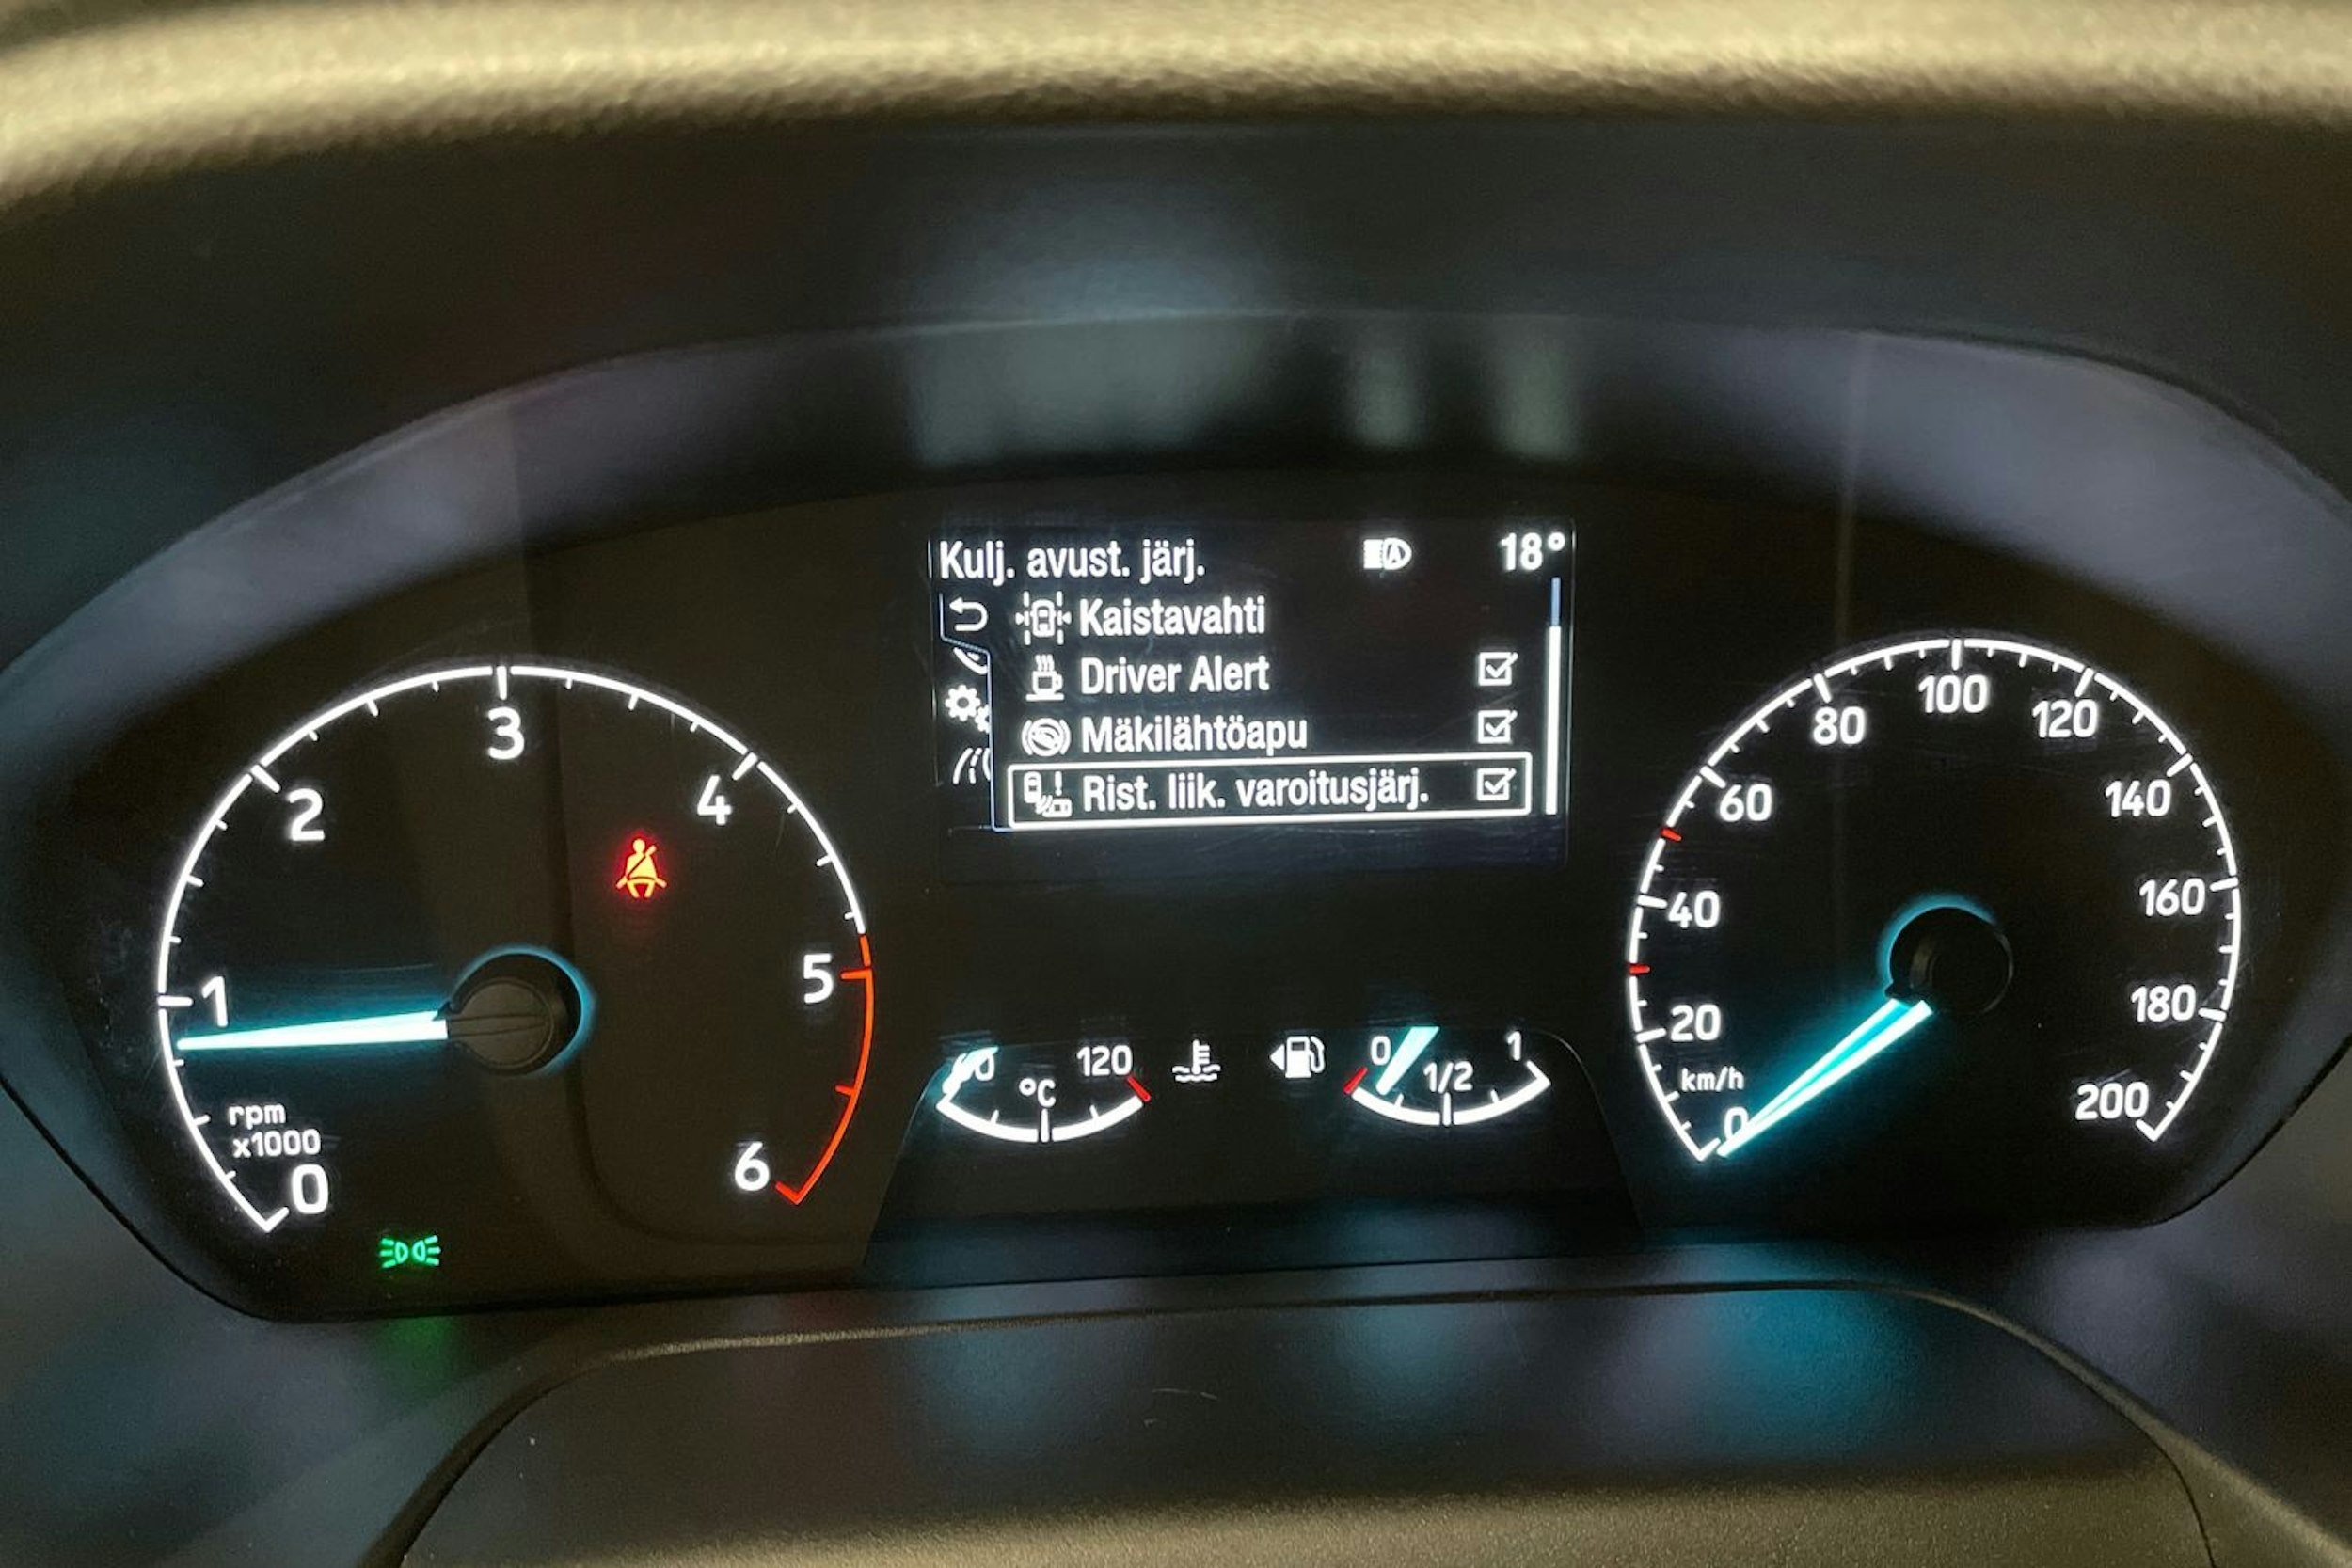 Kulj. avust. järj.
18°
Kaistavahti
Driver Alert
Mäkilähtöapu
Rist. liik. varoitusjärj.
0
1
2
3
4
5
6
rpm
x1000
120
°C
0
1/2
1
0
20
40
60
80
100
120
140
160
180
200
km/h